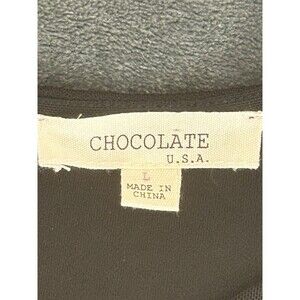 CHOCOLATE
U.S.A.
L
MADE IN
CHINA